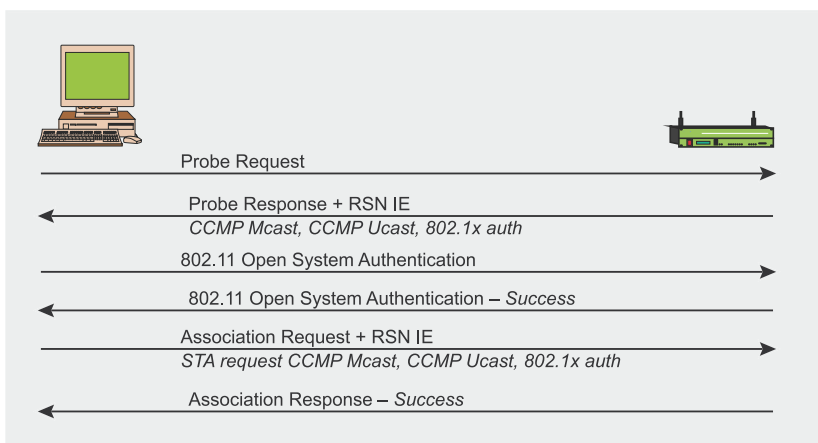 Probe Request
Probe Response + RSN IE
CCMP Mcast, CCMP Ucast, 802.1x auth
802.11 Open System Authentication
802.11 Open System Authentication – Success
Association Request + RSN IE
STA request CCMP Mcast, CCMP Ucast, 802.1x auth
Association Response – Success